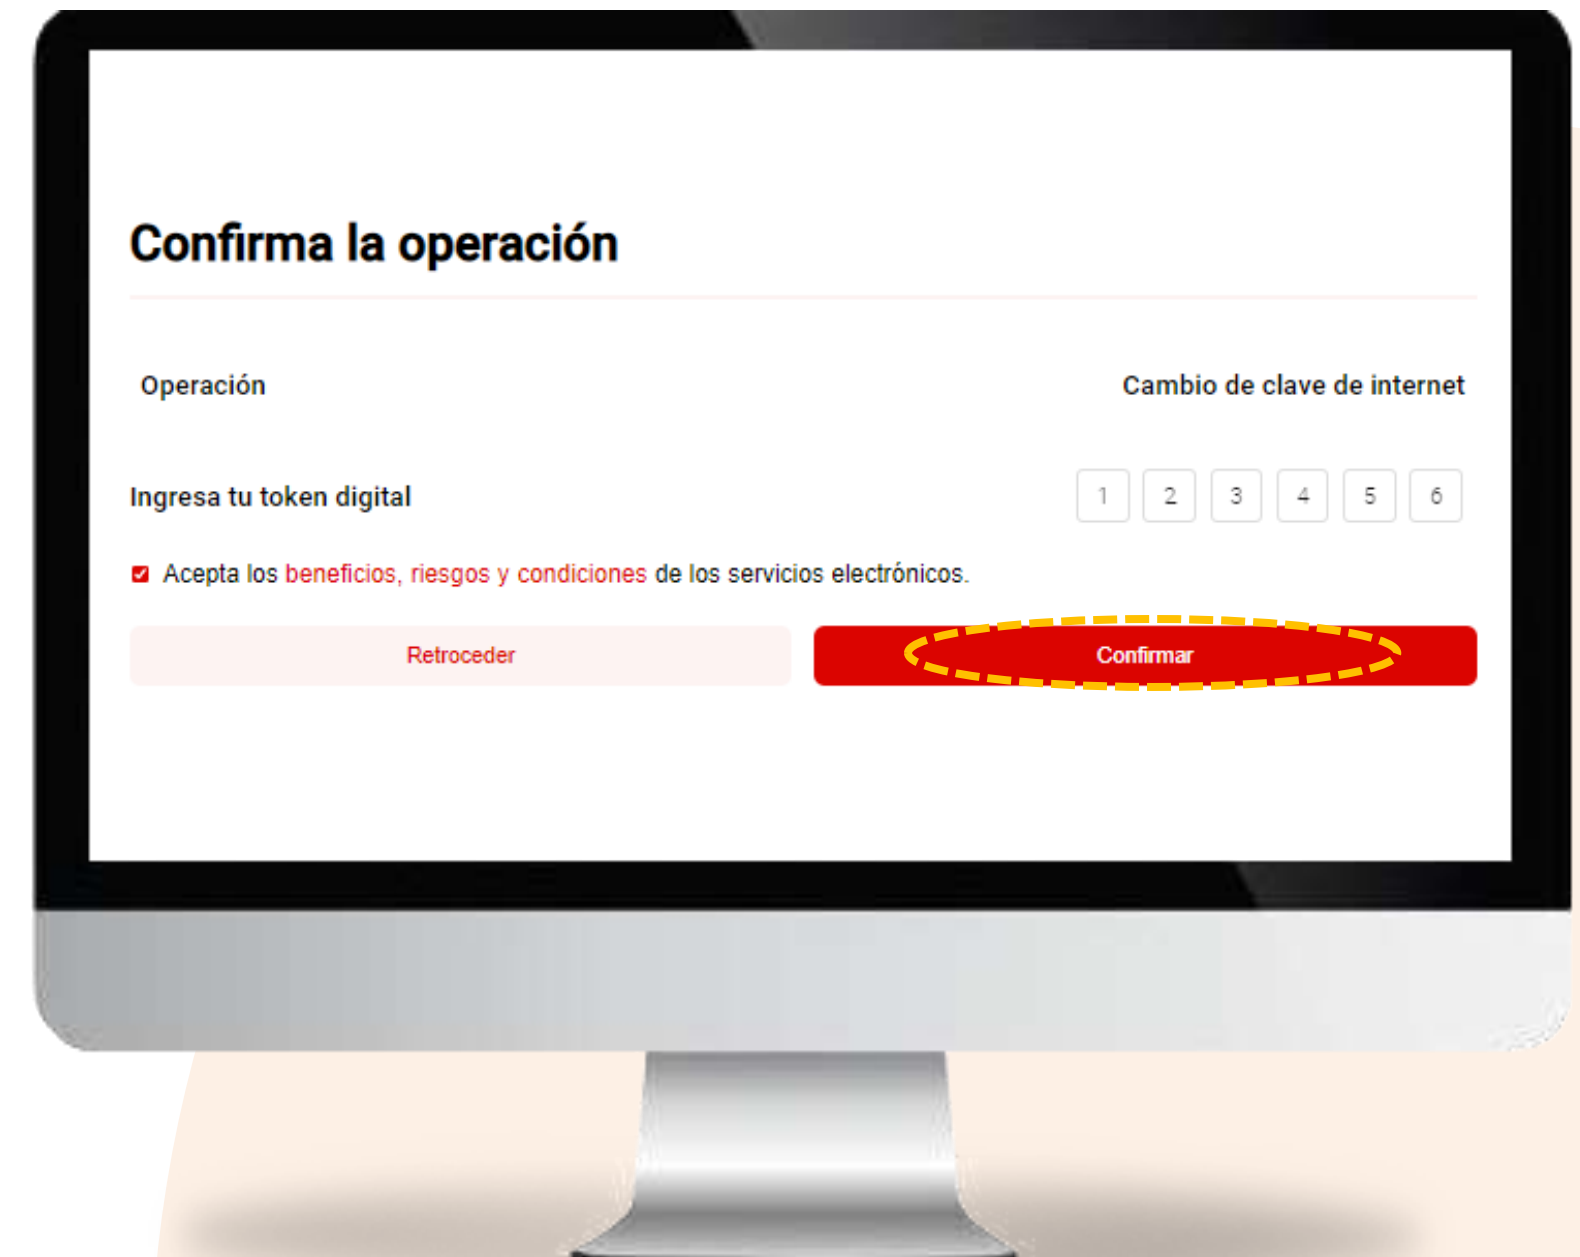 Confirma la operación
Operación Cambio de clave de internet
Ingresa tu token digital 1 2 3 4 5 6
Acepta los beneficios, riesgos y condiciones de los servicios electrónicos.
Retroceder Confirmar